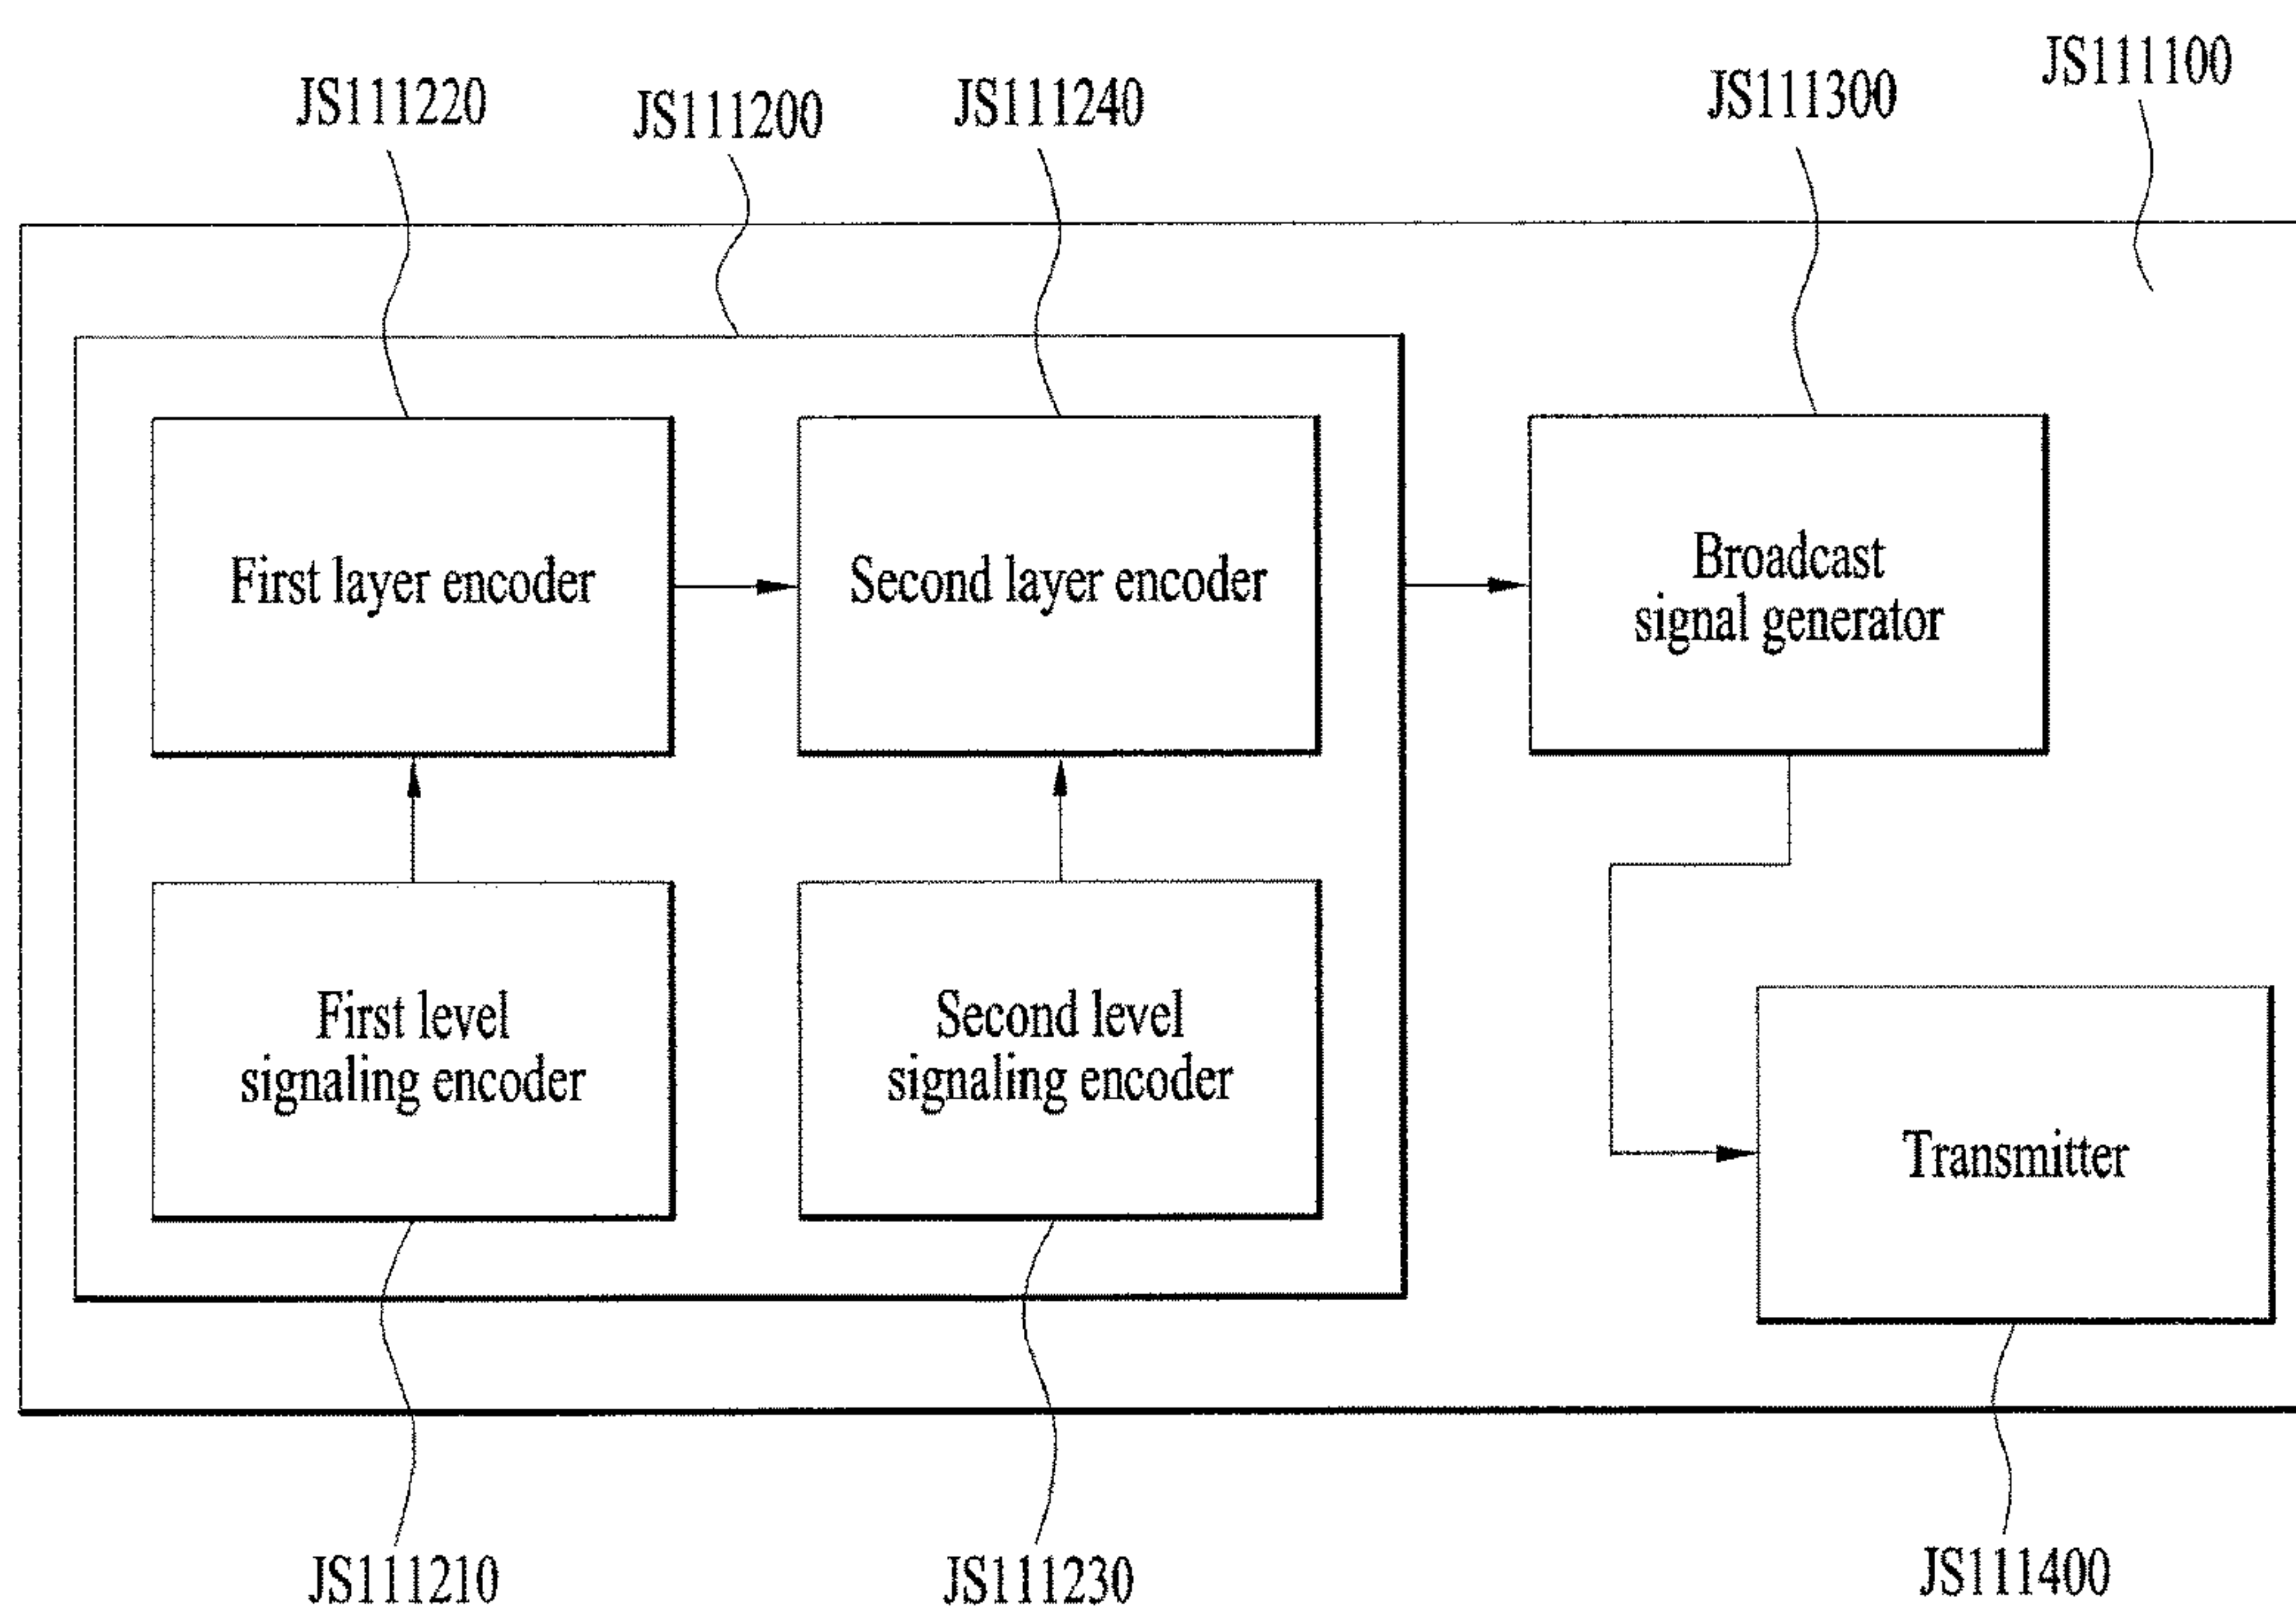 JS111100
JS111220
JS111200
JS111240
JS111300
First layer encoder
Second layer encoder
Broadcast
signal generator
First level
signaling encoder
Second level
signaling encoder
Transmitter
JS111210
JS111230
JS111400